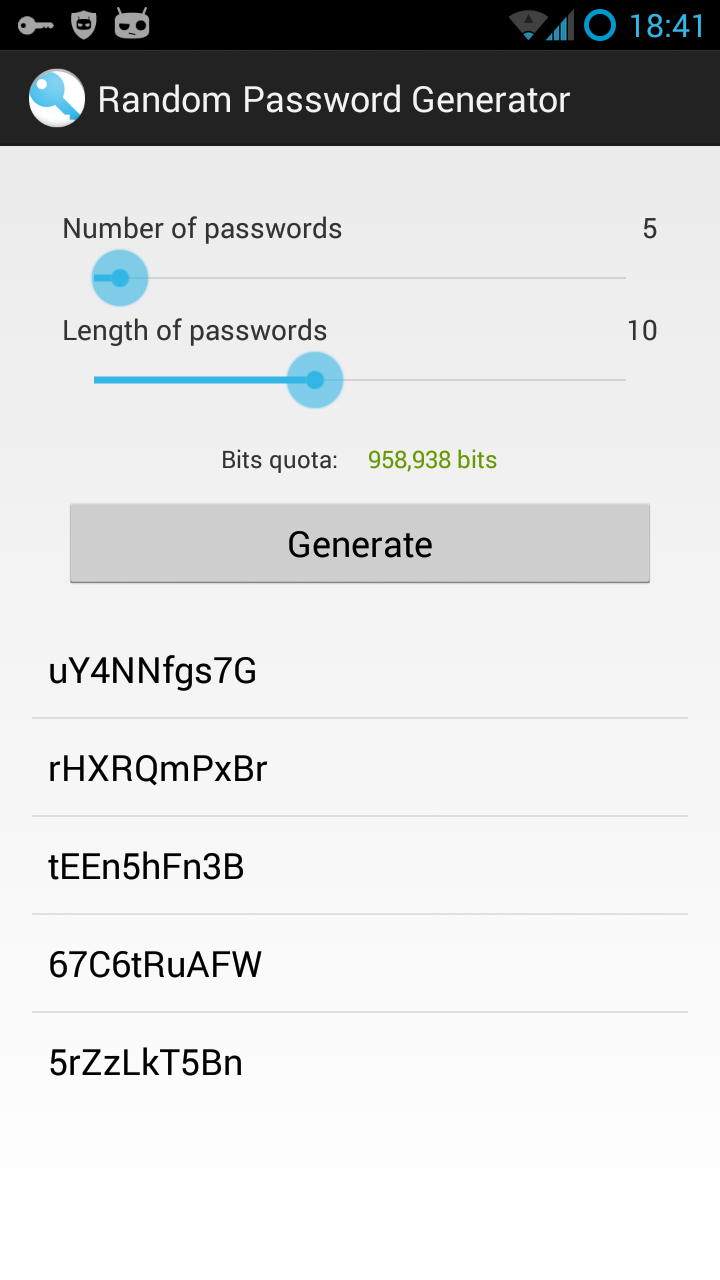 18:41
Random Password Generator
Number of passwords 5
Length of passwords 10
Bits quota: 958,938 bits
Generate
uY4NNfgs7G
rHXRQmPxBr
tEEn5hFn3B
67C6tRuAFW
5rZzLkT5Bn